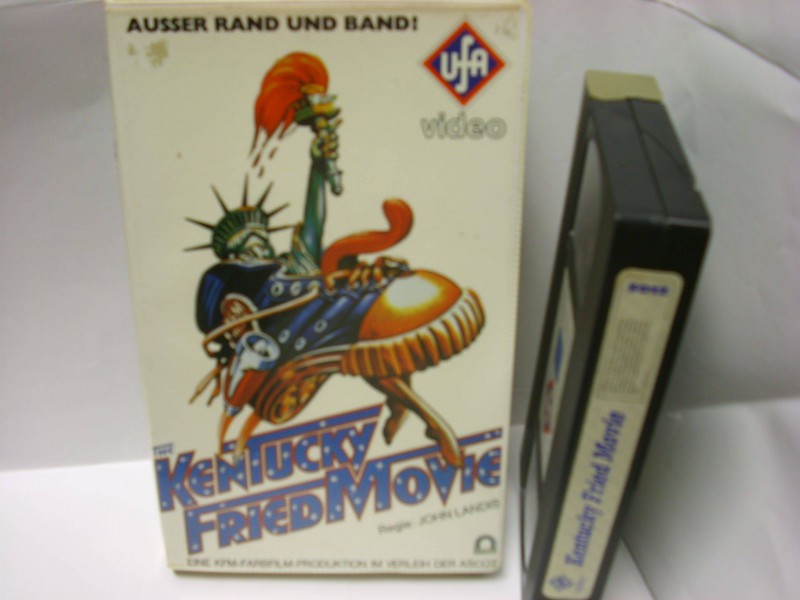 AUSSER RAND UND BAND!
UFA
video
THE
KENTUCKY
FRIED MOVIE
Regie: JOHN LANDIS
EINE KFM-FARBFILM-PRODUKTION IM VERLEIH DER ASCOT
Kentucky Fried Movie